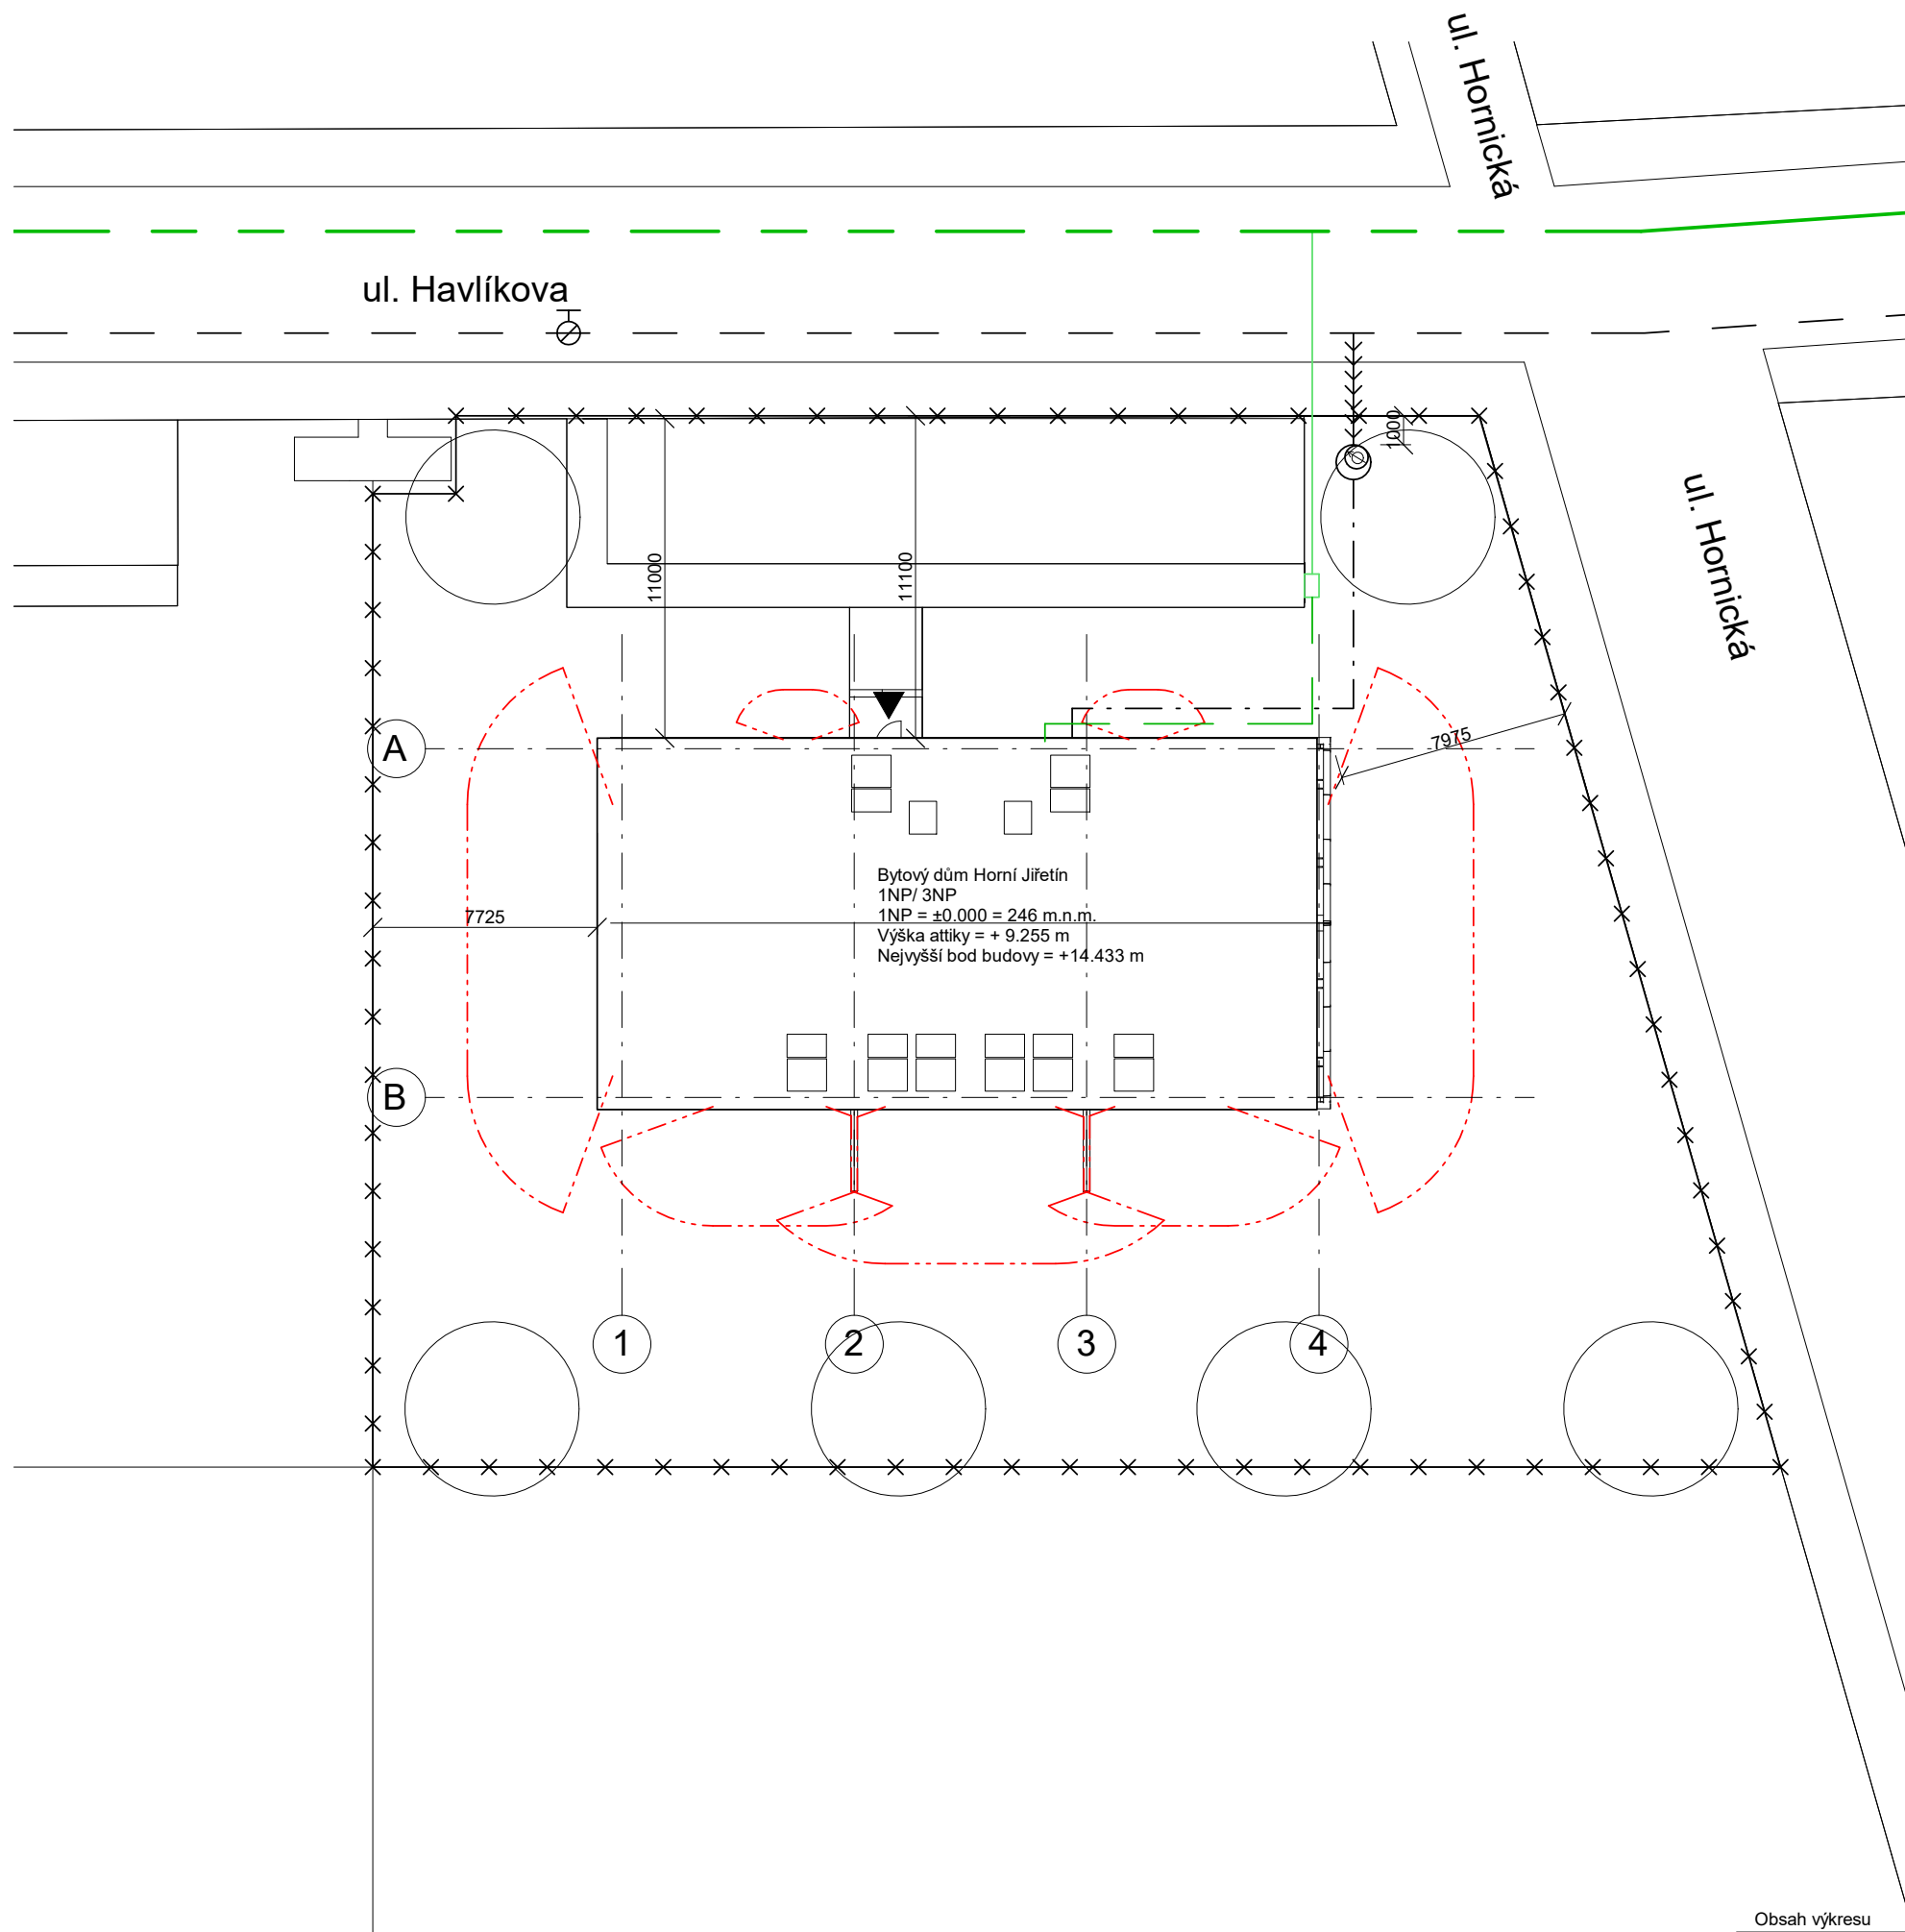 ul. Hornická
ul. Havlíkova
1000
ul. Hornická
11000
11100
A
7975
Bytový dům Horní Jiřetín
1NP/ 3NP
1NP = ±0.000 = 246 m.n.m.
Výška attiky = + 9.255 m
Nejvyšší bod budovy = +14.433 m
7725
B
1
2
3
4
Obsah výkresu